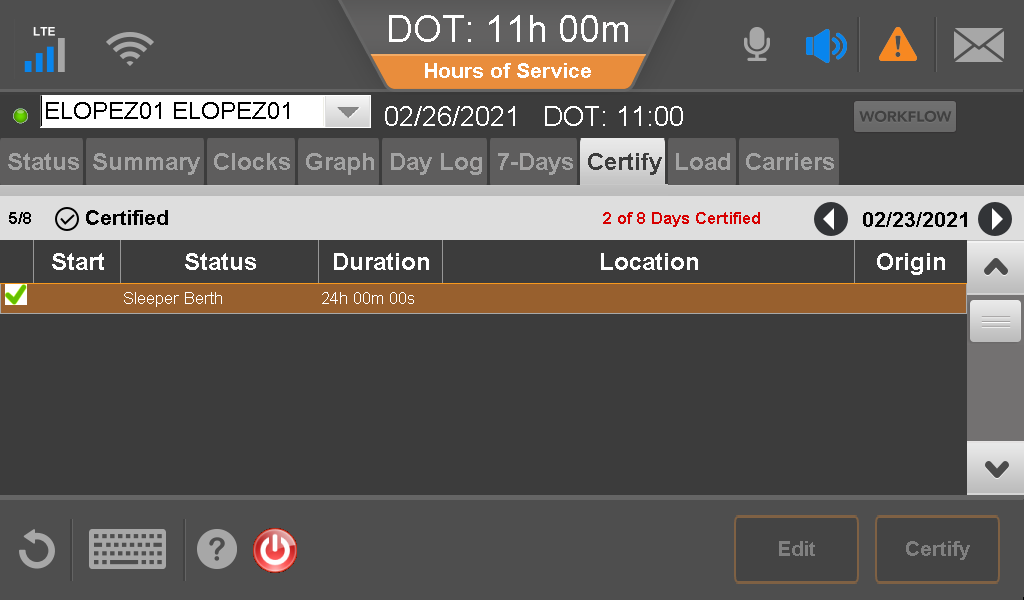 LTE
DOT: 11h 00m
Hours of Service
ELOPEZ01 ELOPEZ01
02/26/2021 DOT: 11:00
WORKFLOW
Status Summary Clocks Graph Day Log 7-Days Certify Load Carriers
5/8 Certified 2 of 8 Days Certified 02/23/2021
Start Status Duration Location Origin
Sleeper Berth 24h 00m 00s
? Edit Certify